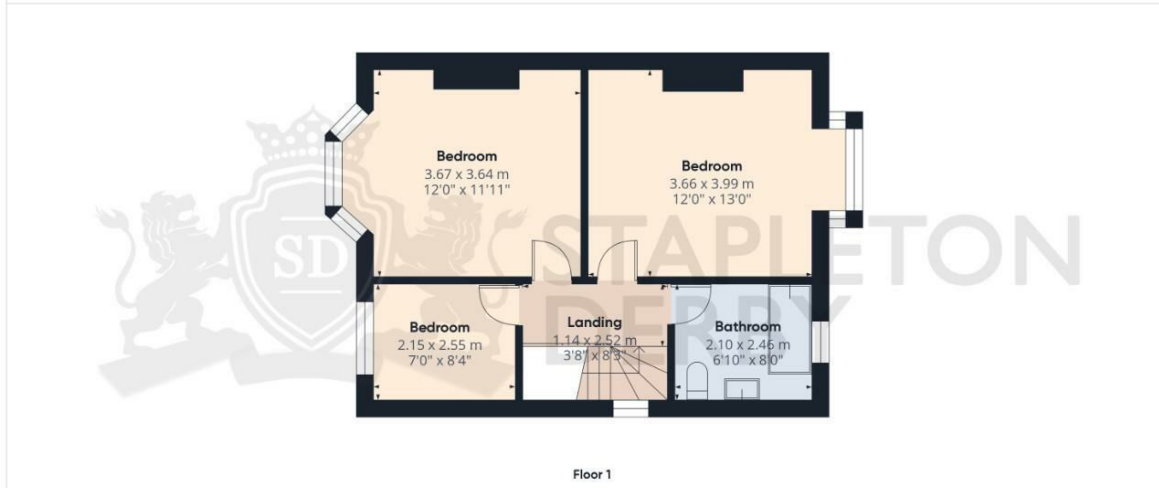 Bedroom
3.67 x 3.64 m
12'0" x 11'11"
Bedroom
3.66 x 3.99 m
12'0" x 13'0"
SD
STAPLETON
DERRY
Bedroom
2.15 x 2.55 m
7'0" x 8'4"
Landing
1.14 x 2.52 m
3'8" x 8'3"
Bathroom
2.10 x 2.46 m
6'10" x 8'0"
Floor 1